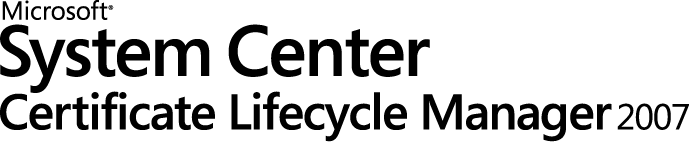 Microsoft®
System Center
Certificate Lifecycle Manager 2007